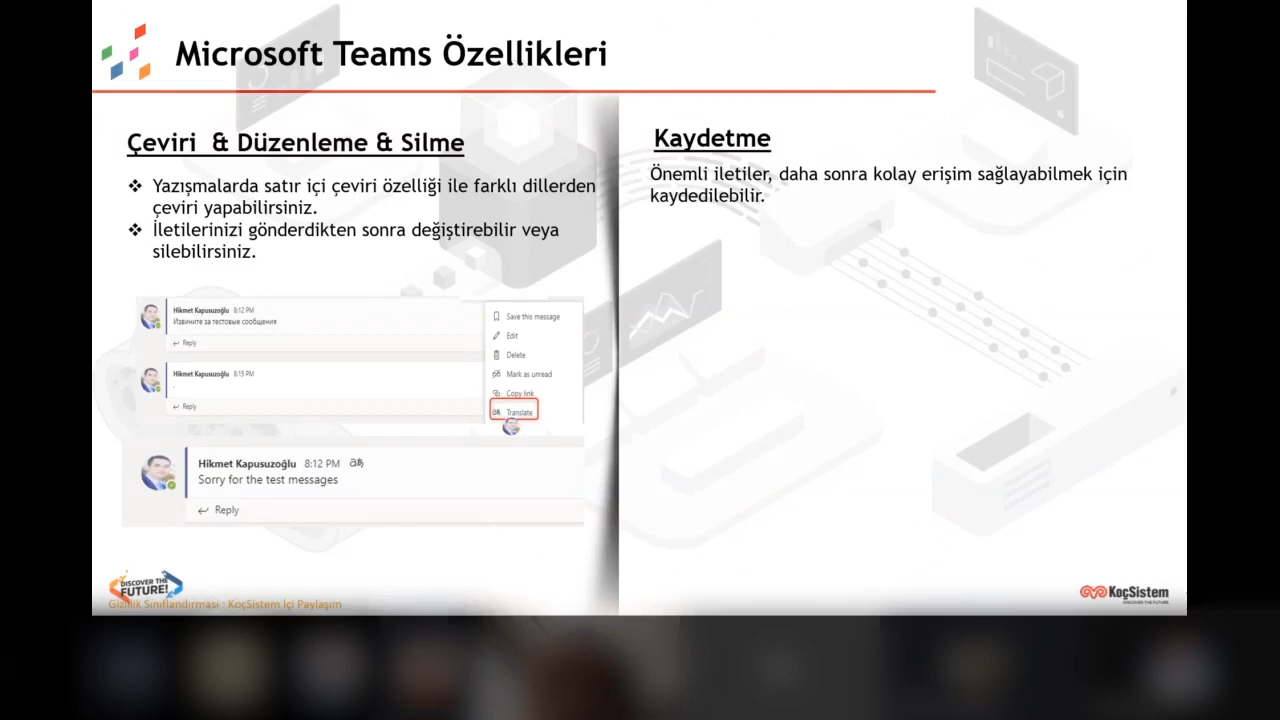 Microsoft Teams Özellikleri
Çeviri & Düzenleme & Silme
❖ Yazışmalarda satır içi çeviri özelliği ile farklı dillerden
çeviri yapabilirsiniz.
❖ İletilerinizi gönderdikten sonra değiştirebilir veya
silebilirsiniz.
Hikmet Kapusuzoğlu 8:12 PM
Извините за тестовые сообщения
Reply
Hikmet Kapusuzoğlu 8:15 PM
.
Reply
Save this message
Edit
Delete
Mark as unread
Copy link
Translate
Hikmet Kapusuzoğlu 8:12 PM
Sorry for the test messages
Reply
Kaydetme
Önemli iletiler, daha sonra kolay erişim sağlayabilmek için
kaydedilebilir.
DISCOVER THE
FUTURE!
Gizlilik Sınıflandırması : KoçSistem İçi Paylaşım
KoçSistem
DISCOVER THE FUTURE.